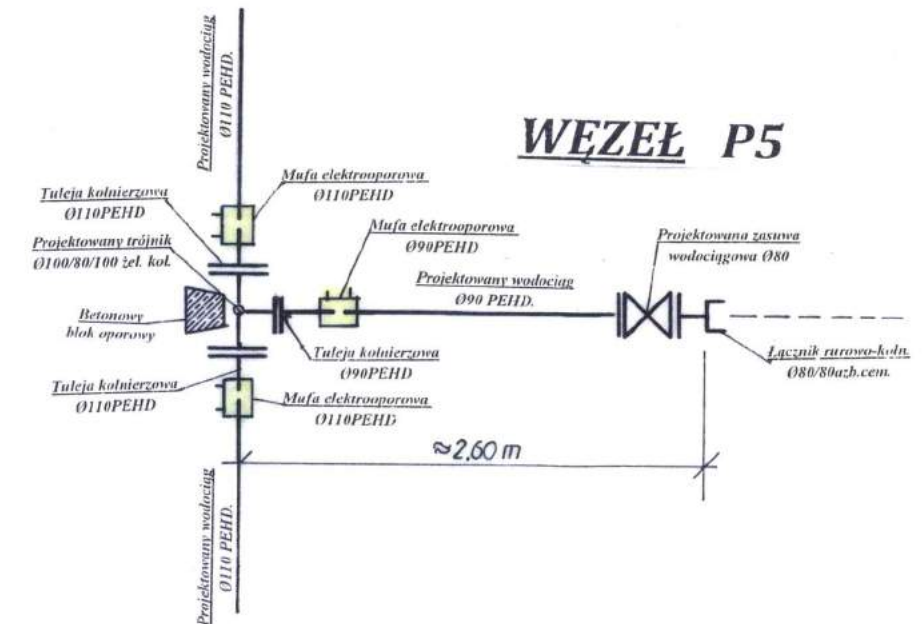 WĘZEŁ P5
Projektowany wodociąg
Ø110 PEHD.
Mufa elektrooporowa
Ø110PEHD
Tuleja kołnierzowa
Ø110PEHD
Mufa elektrooporowa
Ø90PEHD
Projektowana zasuwa
wodociągowa Ø80
Projektowany trójnik
Ø100/80/100 żel. koł.
Projektowany wodociąg
Ø90 PEHD.
Betonowy
blok oporowy
Tuleja kołnierzowa
Ø90PEHD
Łącznik rurowo-kołn.
Ø80/80azb.cem.
Tuleja kołnierzowa
Ø110PEHD
Mufa elektrooporowa
Ø110PEHD
≈2,60 m
Projektowany wodociąg
Ø110 PEHD.